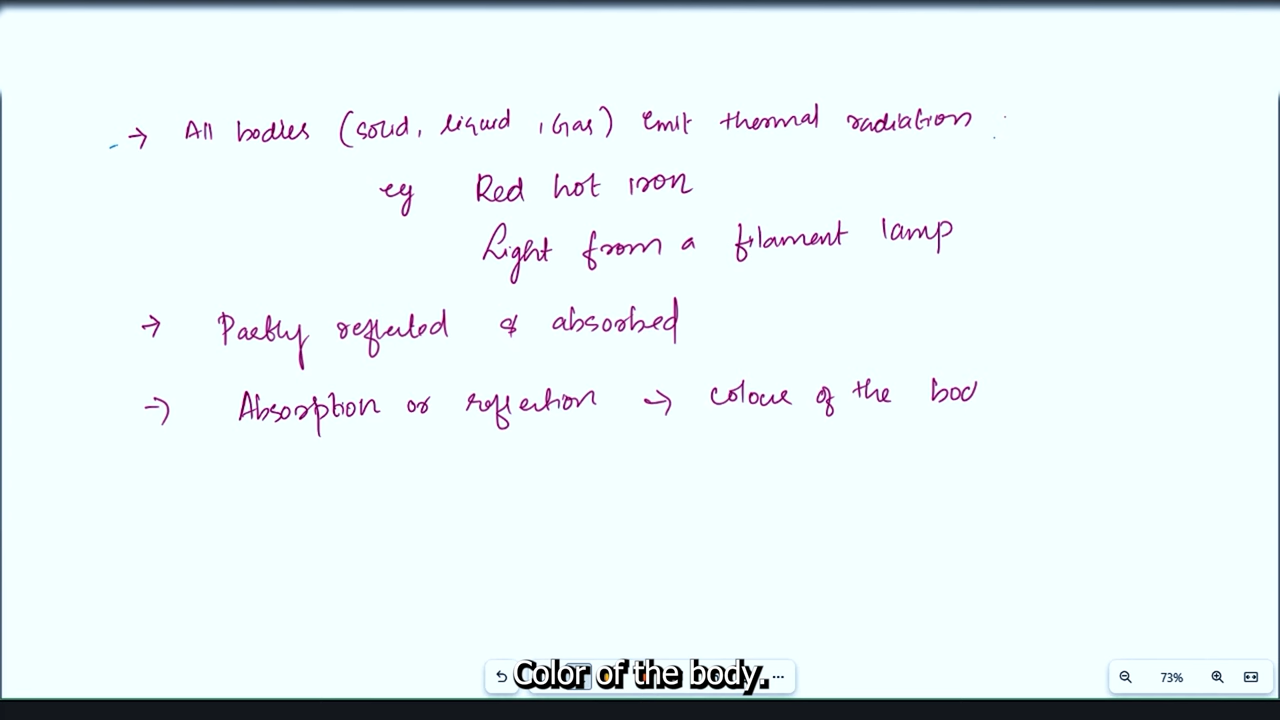 → All bodies (solid, liquid, Gas) emit thermal radiation
eg Red hot iron
Light from a filament lamp
→ Partly reflected & absorbed
→ Absorption or reflection → colour of the bod
Color of the body.
73%